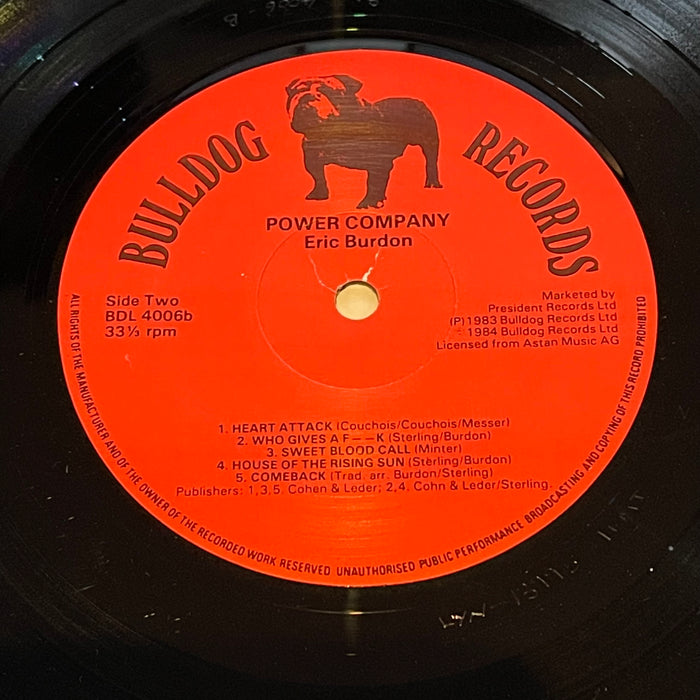 BULLDOG RECORDS
POWER COMPANY
Eric Burdon
Side Two
BDL 4006b
33⅓ rpm
Marketed by
President Records Ltd
(P) 1983 Bulldog Records Ltd
© 1984 Bulldog Records Ltd
Licensed from Astan Music AG
1. HEART ATTACK (Couchois/Couchois/Messer)
2. WHO GIVES A F——K (Sterling/Burdon)
3. SWEET BLOOD CALL (Minter)
4. HOUSE OF THE RISING SUN (Sterling/Burdon)
5. COMEBACK (Trad. arr. Burdon/Sterling)
Publishers: 1,3,5. Cohen & Leder; 2,4. Cohn & Leder/Sterling.
ALL RIGHTS OF THE MANUFACTURER AND OF THE OWNER OF THE RECORDED WORK RESERVED. UNAUTHORISED PUBLIC PERFORMANCE BROADCASTING AND COPYING OF THIS RECORD PROHIBITED